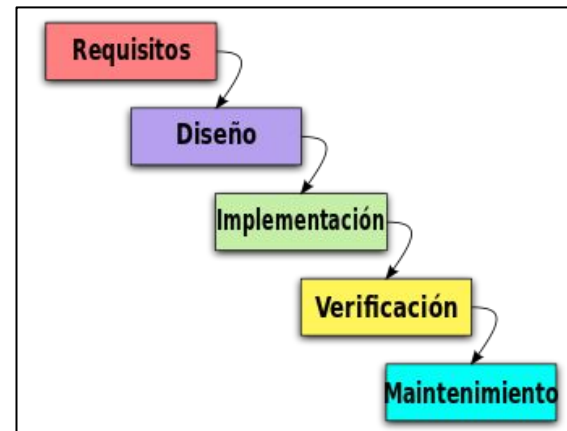 Requisitos
Diseño
Implementación
Verificación
Maintenimiento